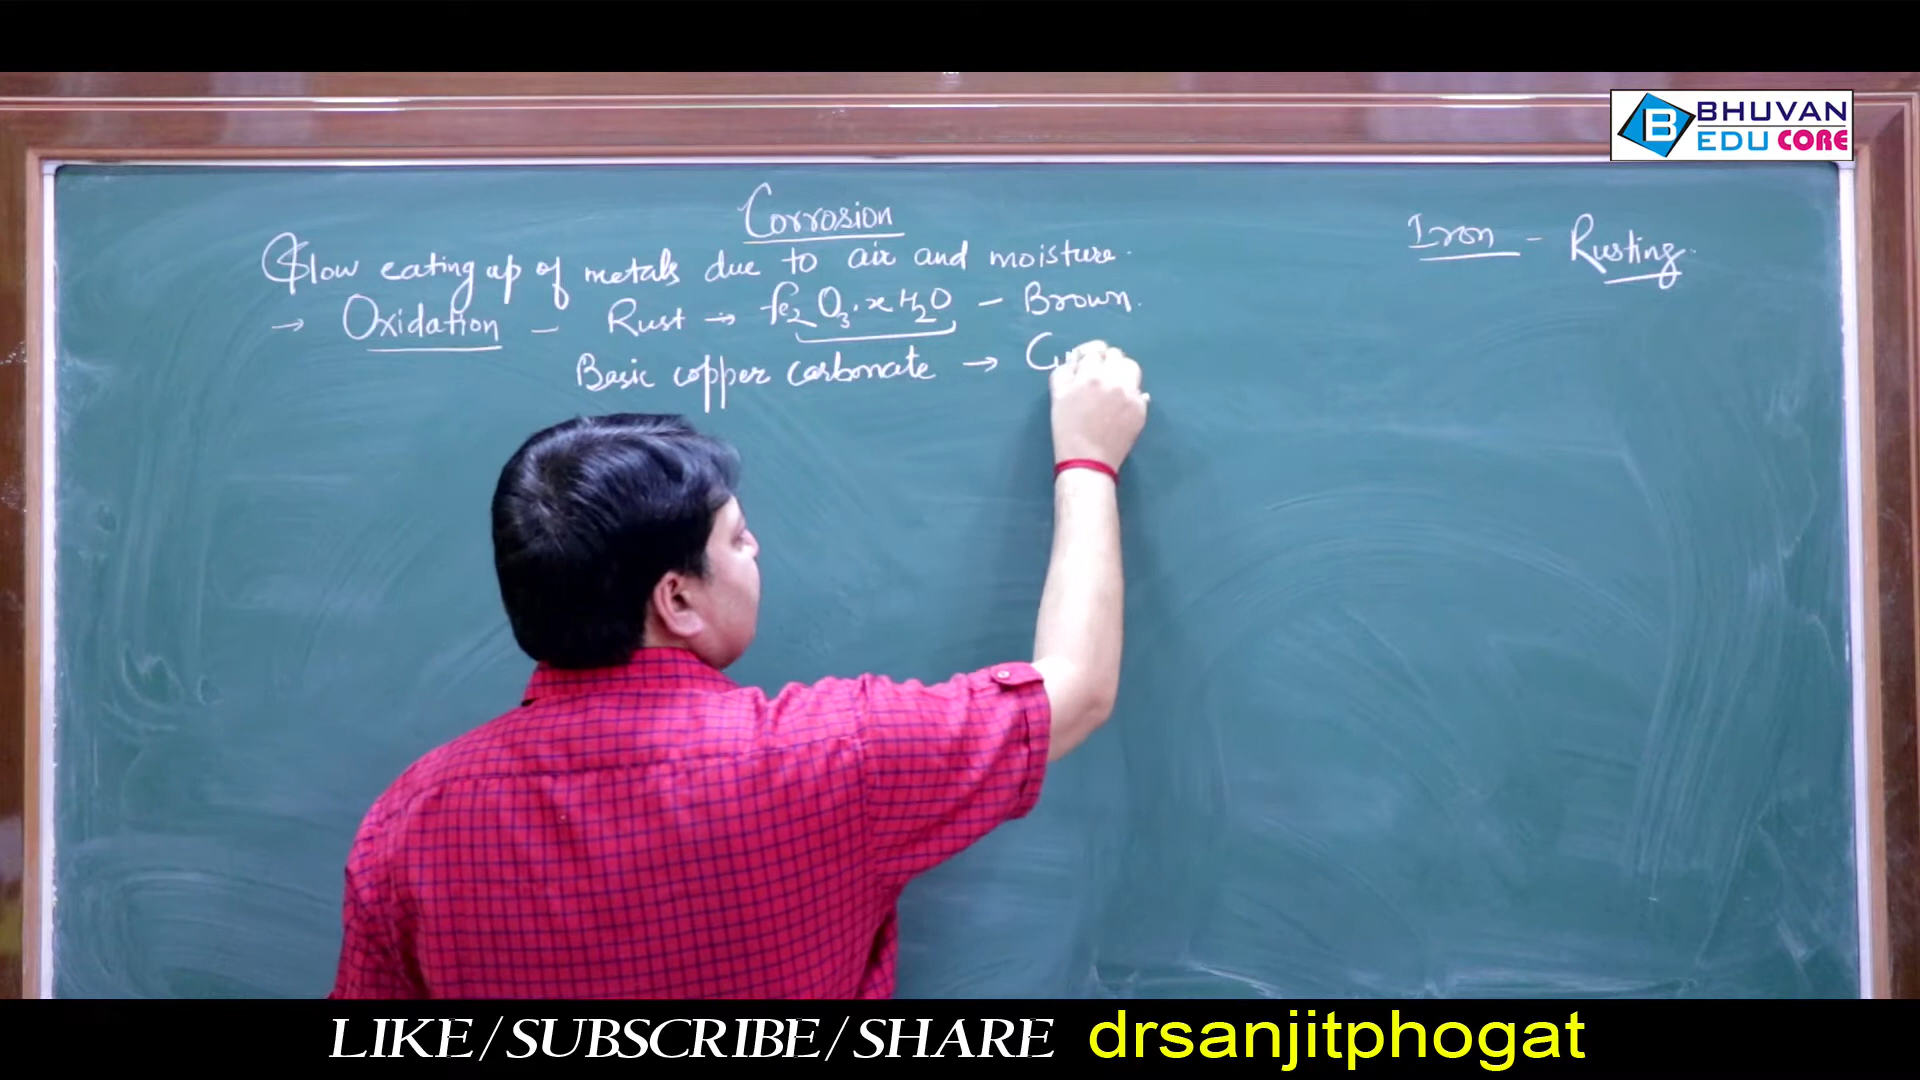 BHUVAN
EDU CORE
Corrosion
Iron - Rusting.
Slow eating up of metals due to air and moisture.
→ Oxidation - Rust → Fe₂O₃.xH₂O - Brown.
Basic copper carbonate → Cu
LIKE/SUBSCRIBE/SHARE drsanjitphogat